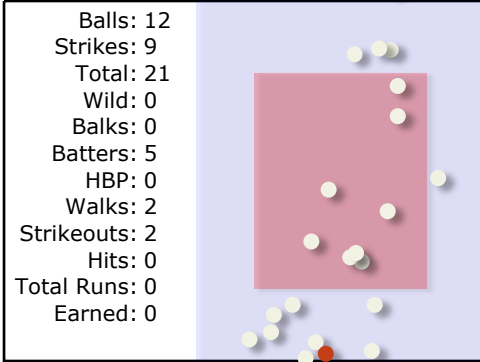 Balls: 12
Strikes: 9
Total: 21
Wild: 0
Balks: 0
Batters: 5
HBP: 0
Walks: 2
Strikeouts: 2
Hits: 0
Total Runs: 0
Earned: 0